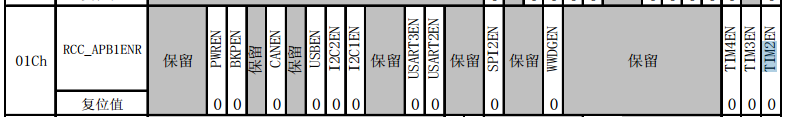 01Ch
RCC_APB1ENR
保留
PWREN
BKPEN
保留
CANEN
保留
USBEN
I2C2EN
I2C1EN
保留
USART3EN
USART2EN
保留
SPI2EN
保留
WWDGEN
保留
TIM4EN
TIM3EN
TIM2EN
复位值
0 0 0 0 0 0 0 0 0 0 0 0 0